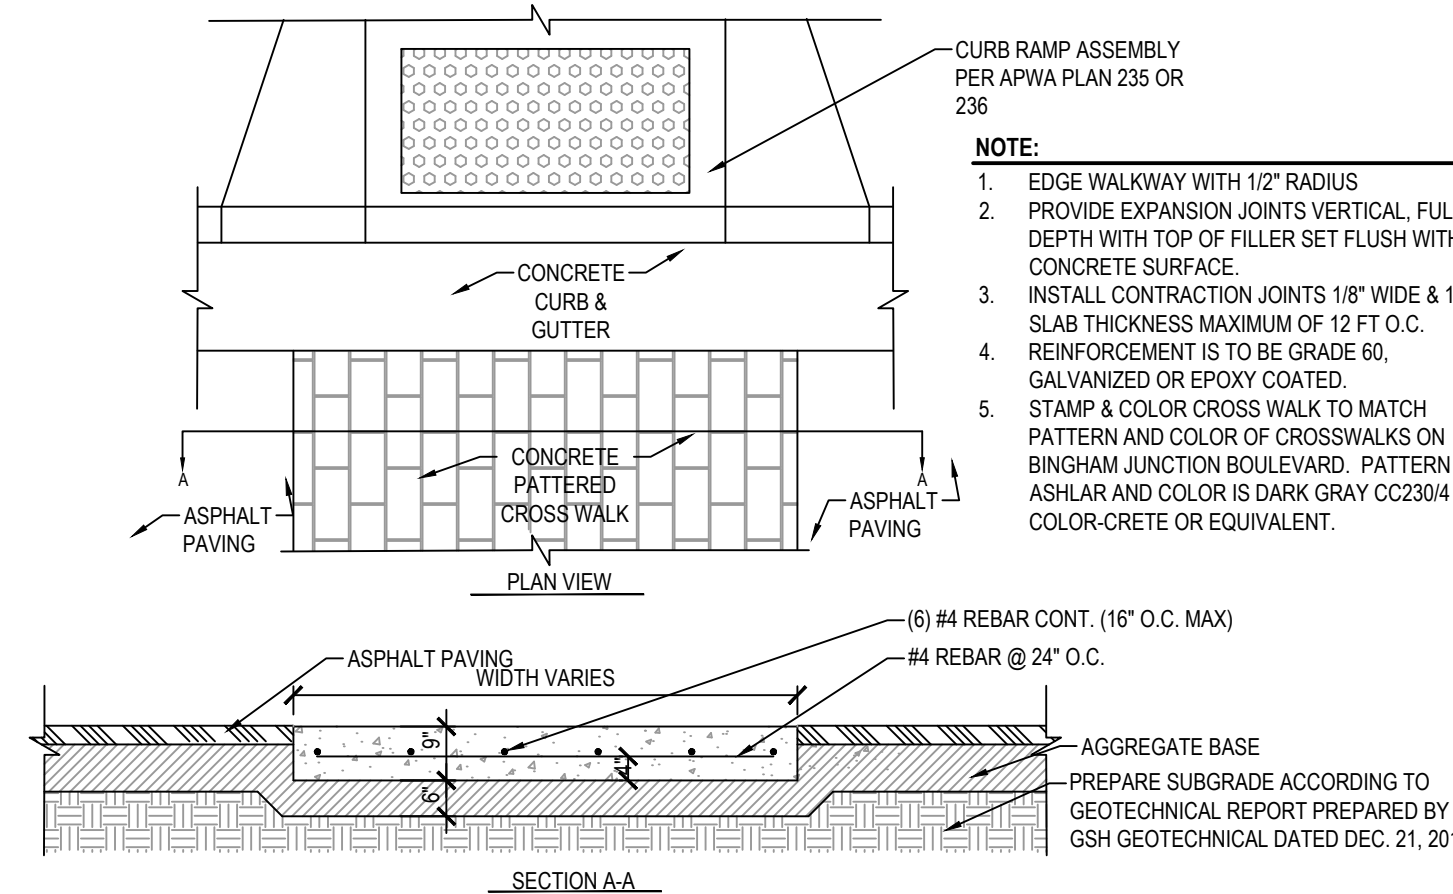 CURB RAMP ASSEMBLY
PER APWA PLAN 235 OR
236
NOTE:
1. EDGE WALKWAY WITH 1/2" RADIUS
2. PROVIDE EXPANSION JOINTS VERTICAL, FUL
DEPTH WITH TOP OF FILLER SET FLUSH WITH
CONCRETE SURFACE.
3. INSTALL CONTRACTION JOINTS 1/8" WIDE & 1
SLAB THICKNESS MAXIMUM OF 12 FT O.C.
4. REINFORCEMENT IS TO BE GRADE 60,
GALVANIZED OR EPOXY COATED.
5. STAMP & COLOR CROSS WALK TO MATCH
PATTERN AND COLOR OF CROSSWALKS ON
BINGHAM JUNCTION BOULEVARD. PATTERN
ASHLAR AND COLOR IS DARK GRAY CC230/4
COLOR-CRETE OR EQUIVALENT.
CONCRETE
CURB &
GUTTER
A
A
CONCRETE
PATTERED
CROSS WALK
ASPHALT
PAVING
ASPHALT
PAVING
PLAN VIEW
(6) #4 REBAR CONT. (16" O.C. MAX)
#4 REBAR @ 24" O.C.
ASPHALT PAVING
WIDTH VARIES
9"
4"
6"
AGGREGATE BASE
PREPARE SUBGRADE ACCORDING TO
GEOTECHNICAL REPORT PREPARED BY
GSH GEOTECHNICAL DATED DEC. 21, 201
SECTION A-A